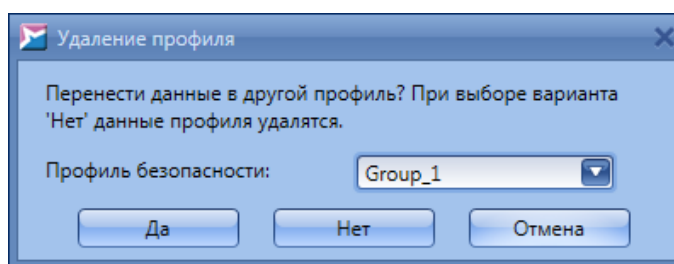 Удаление профиля
Перенести данные в другой профиль? При выборе варианта
'Нет' данные профиля удалятся.
Профиль безопасности: Group_1
Да Нет Отмена